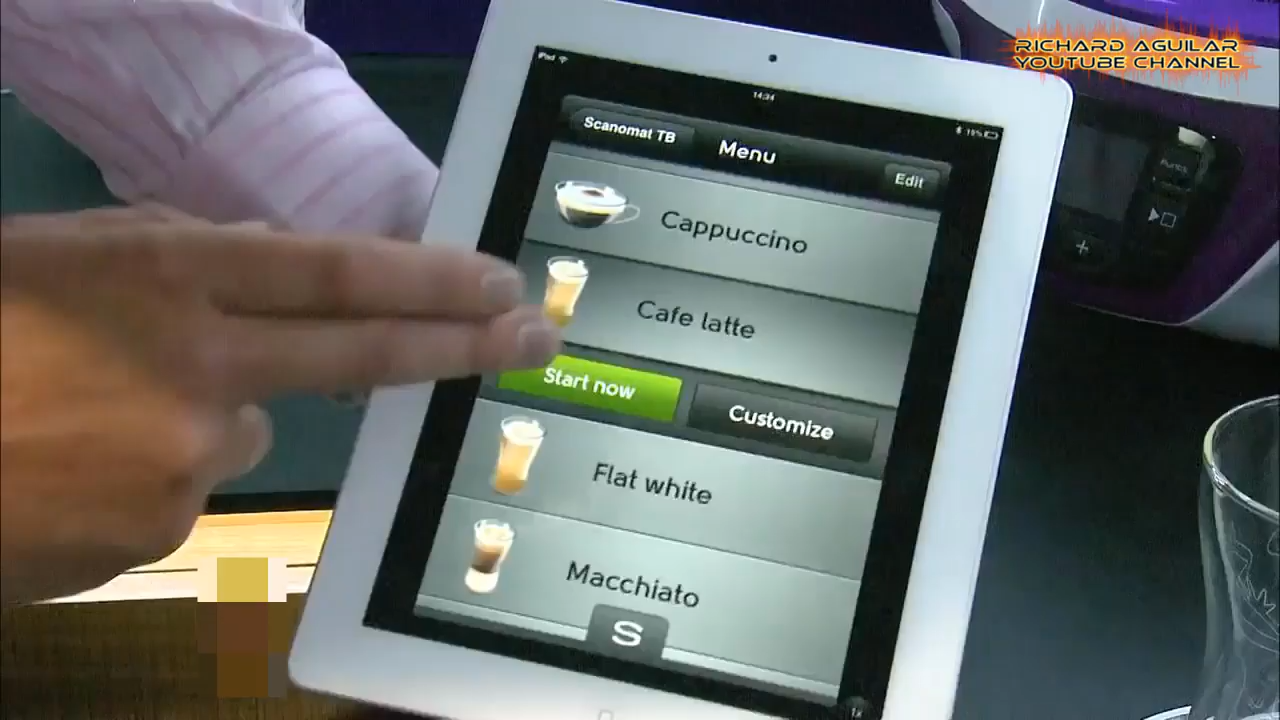 RICHARD AGUILAR
YOUTUBE CHANNEL
iPad
14:34
Scanomat TB
Menu
Edit
Cappuccino
Cafe latte
Start now
Customize
Flat white
Macchiato
S